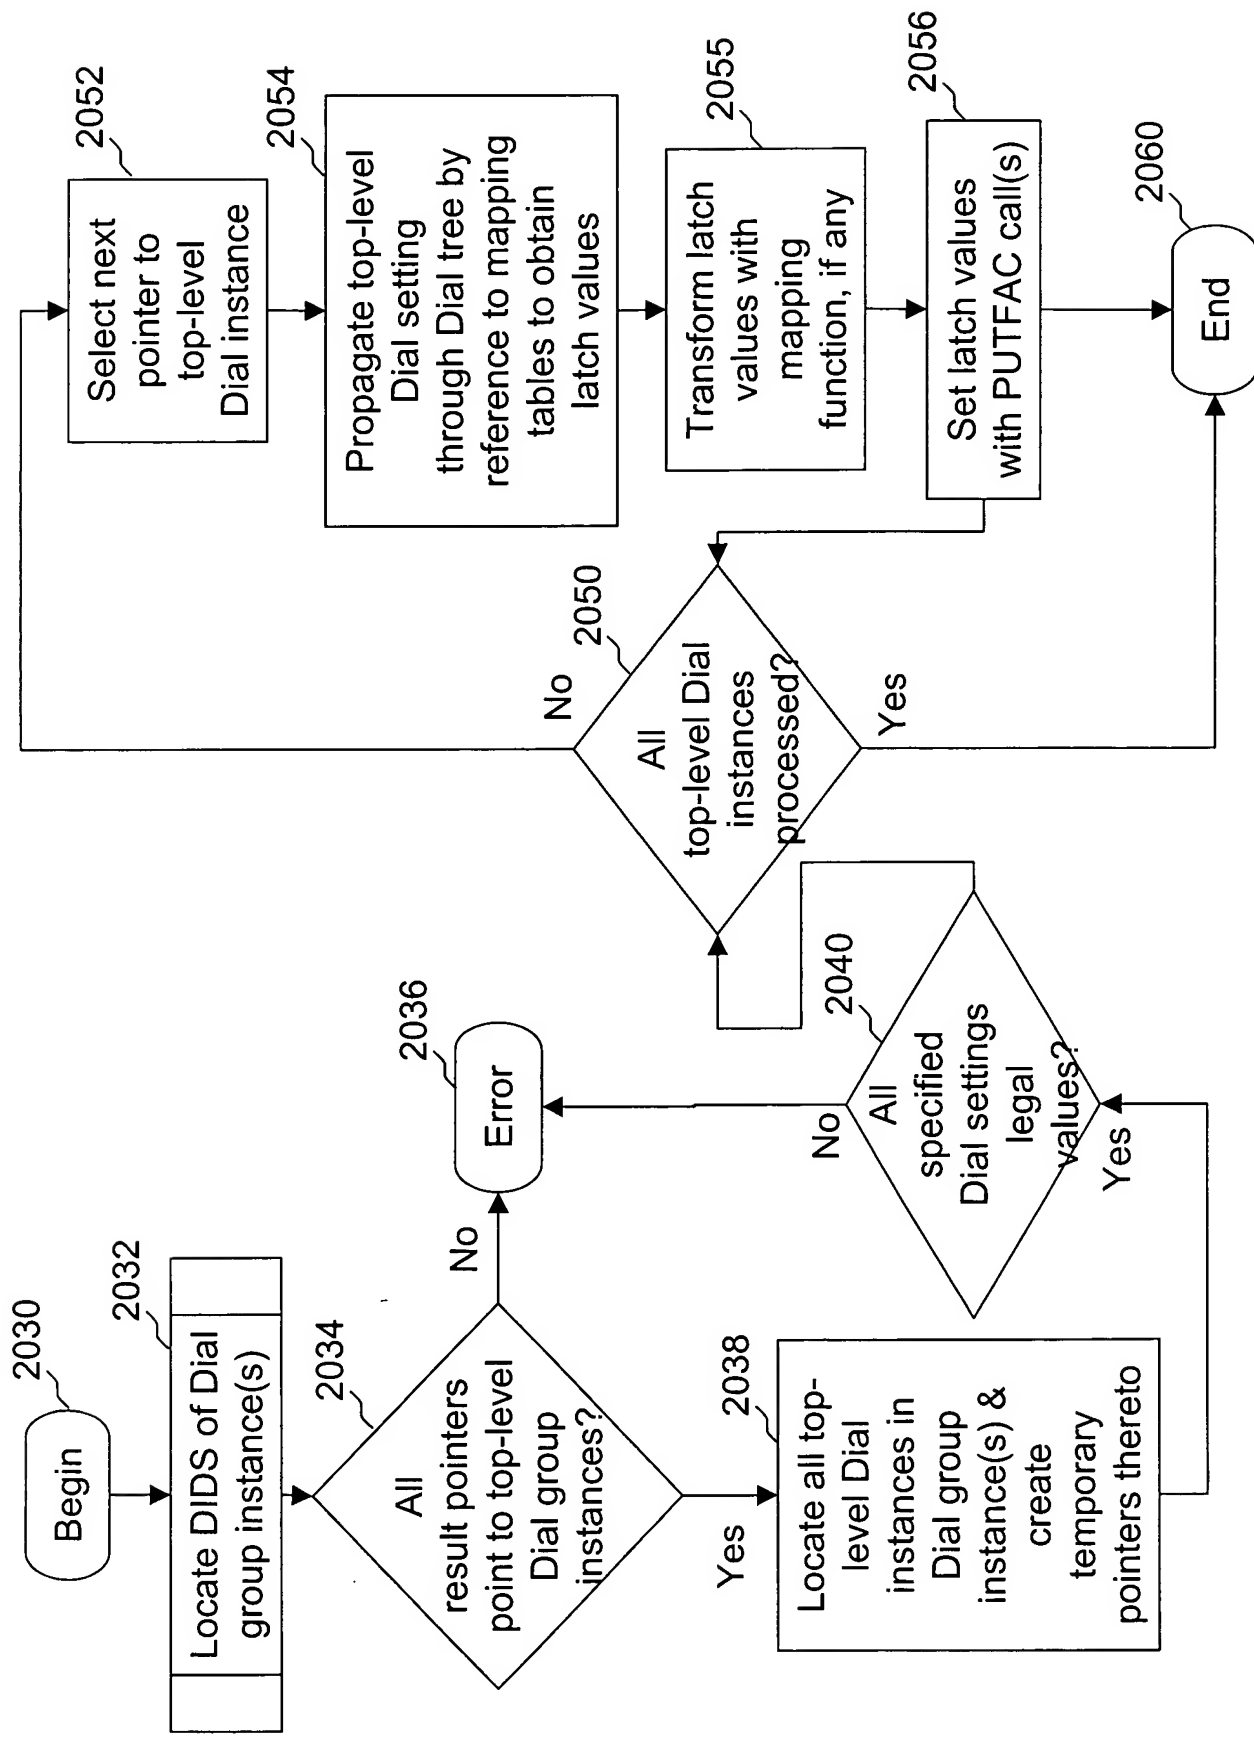 Begin
2030
Locate DIDS of Dial
group instance(s)
2032
All
result pointers
point to top-level
Dial group
instances?
2034
No
Error
2036
Yes
Locate all top-
level Dial
instances in
Dial group
instance(s) &
create
temporary
pointers thereto
2038
All
specified
Dial settings
legal
values?
2040
No
Yes
All
top-level Dial
instances
processed?
2050
No
Yes
Select next
pointer to
top-level
Dial instance
2052
Propagate top-level
Dial setting
through Dial tree by
reference to mapping
tables to obtain
latch values
2054
Transform latch
values with
mapping
function, if any
2055
Set latch values
with PUTFAC call(s)
2056
End
2060